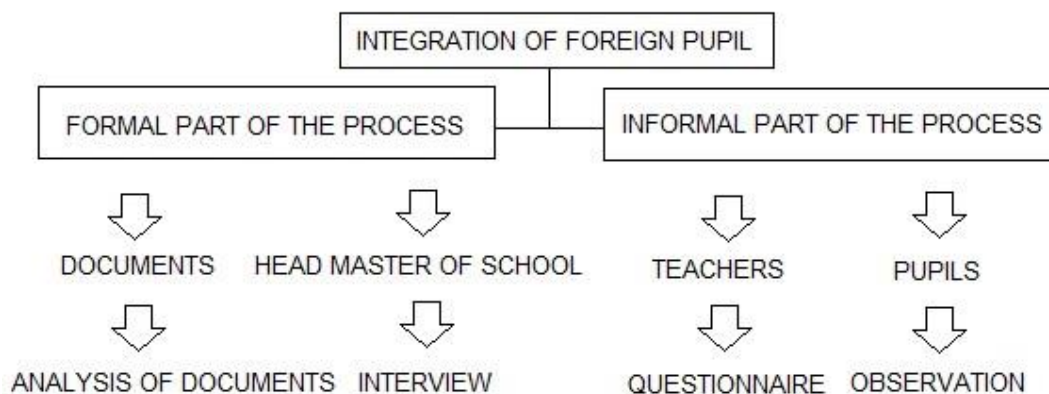 INTEGRATION OF FOREIGN PUPIL
FORMAL PART OF THE PROCESS
INFORMAL PART OF THE PROCESS
DOCUMENTS
HEAD MASTER OF SCHOOL
TEACHERS
PUPILS
ANALYSIS OF DOCUMENTS
INTERVIEW
QUESTIONNAIRE
OBSERVATION